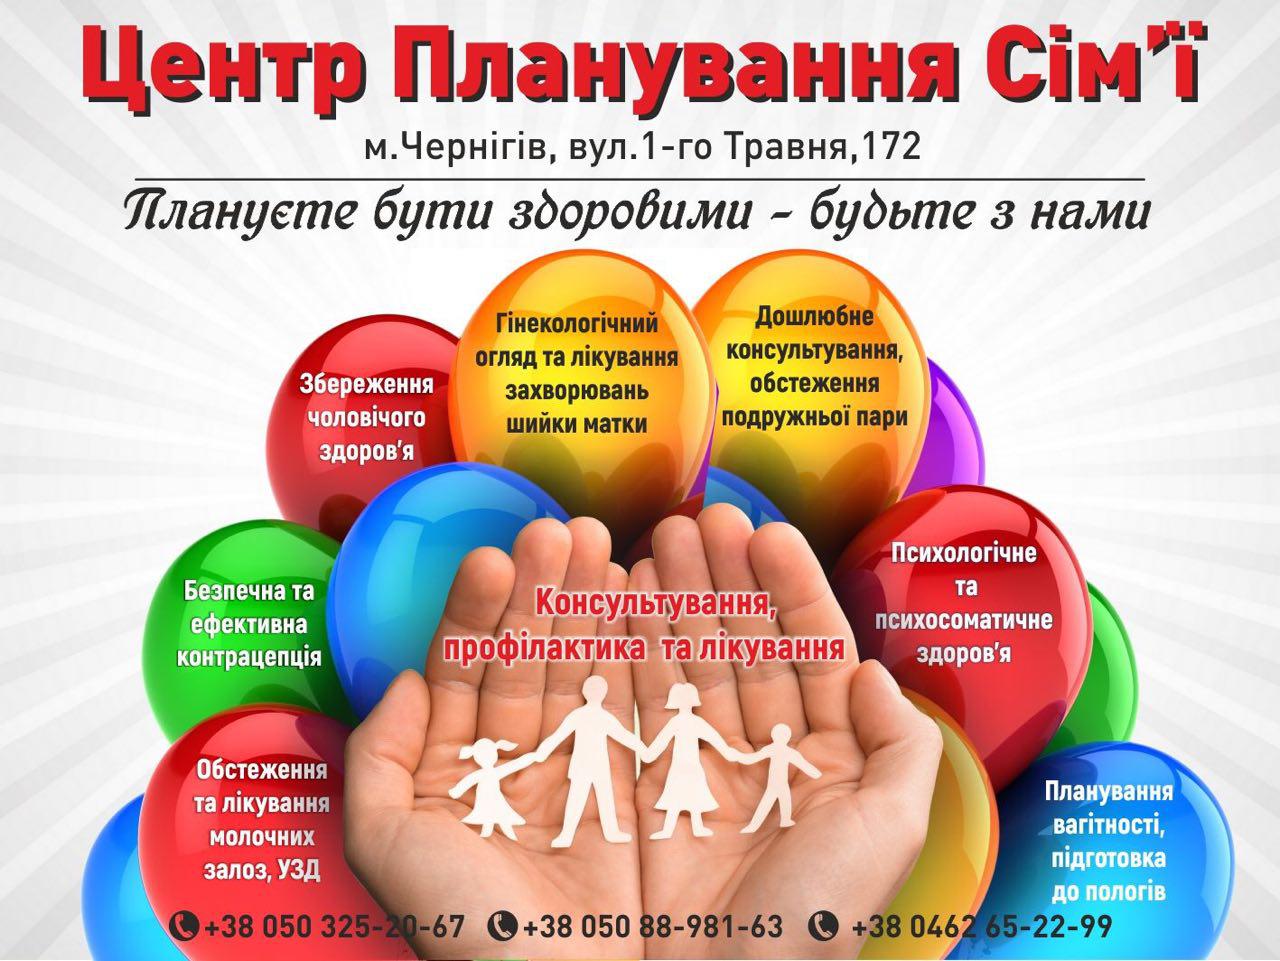 Центр Планування Сім’ї
м.Чернігів, вул.1-го Травня,172
Плануєте бути здоровими - будьте з нами
Гінекологічний
огляд та лікування
захворювань
шийки матки
Дошлюбне
консультування,
обстеження
подружньої пари
Збереження
чоловічого
здоров’я
Психологічне
та
психосоматичне
здоров’я
Безпечна та
ефективна
контрацепція
Консультування,
профілактика та лікування
Обстеження
та лікування
молочних
залоз, УЗД
Планування
вагітності,
підготовка
до пологів
+38 050 325-20-67 +38 050 88-981-63 +38 0462 65-22-99